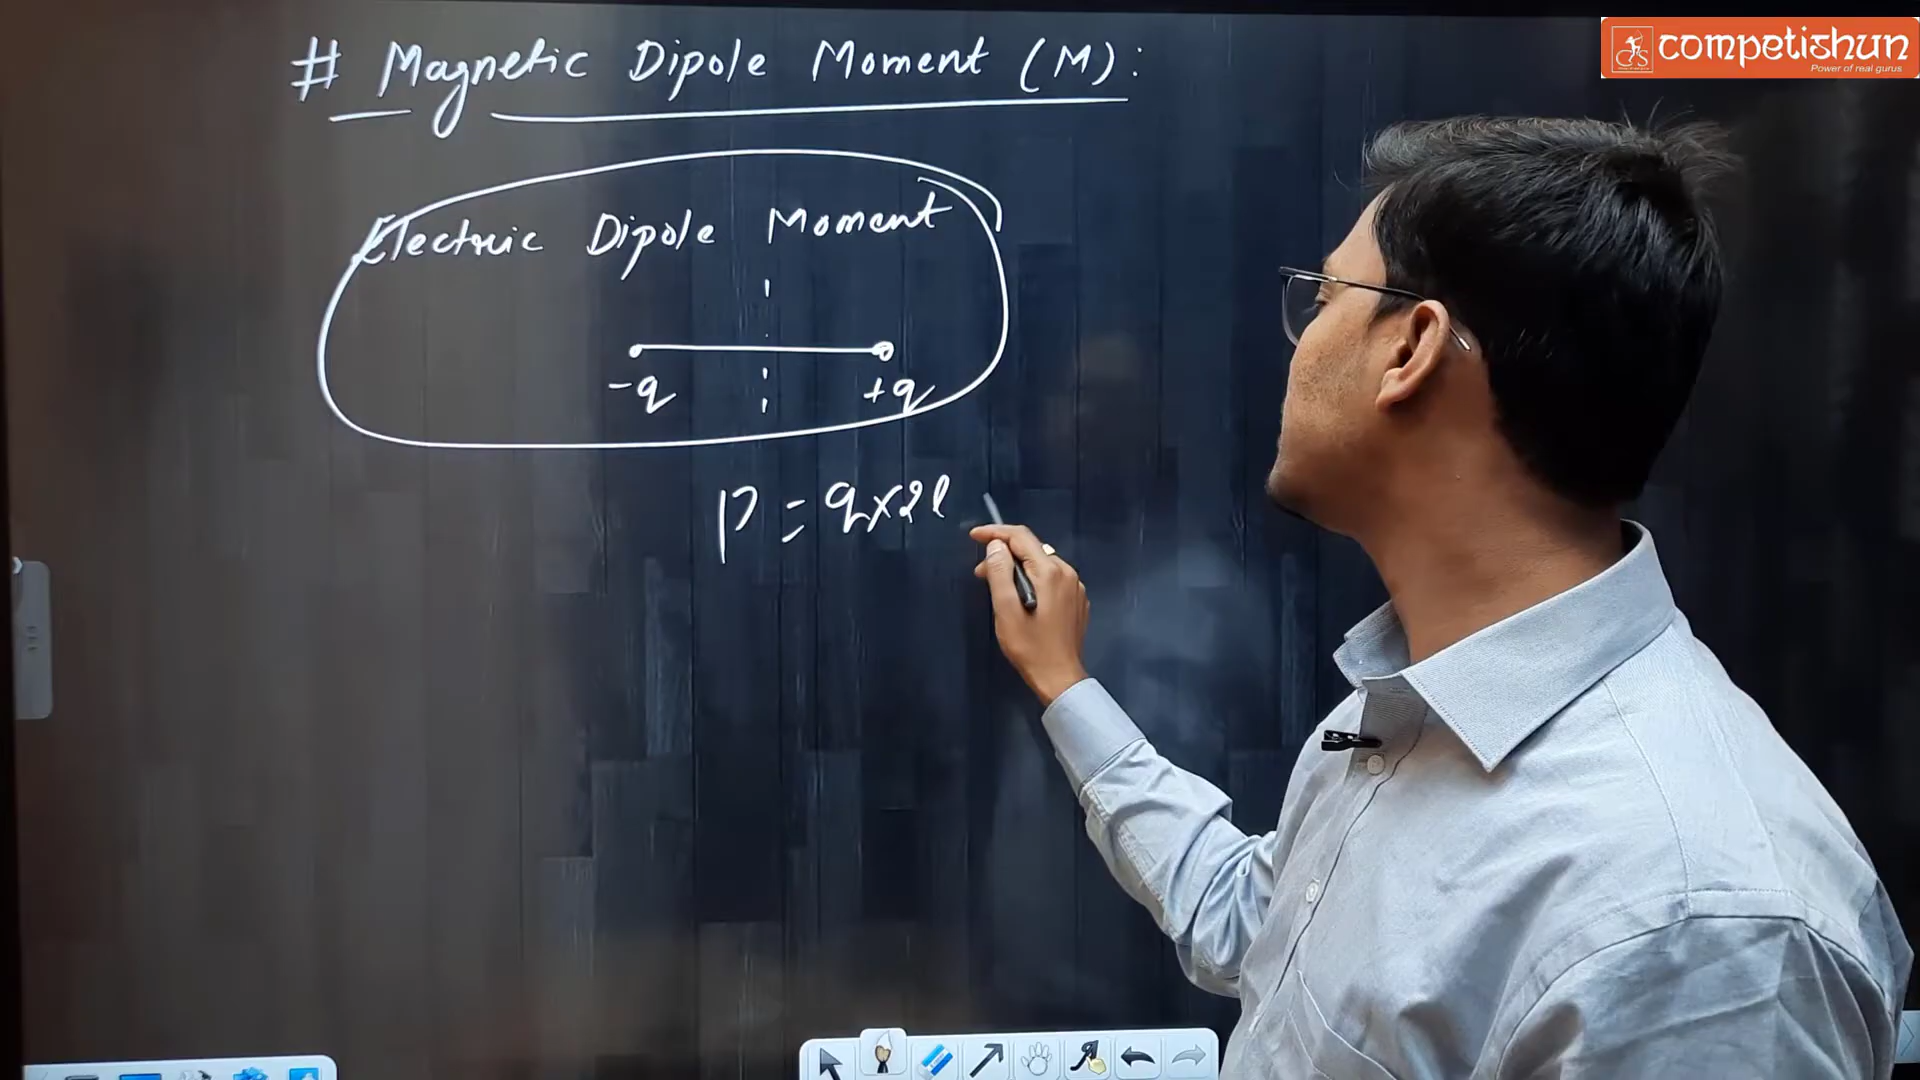 competishun
Power of real gurus
# Magnetic Dipole Moment (M):
Electric Dipole Moment
-q +q
P = q×2l